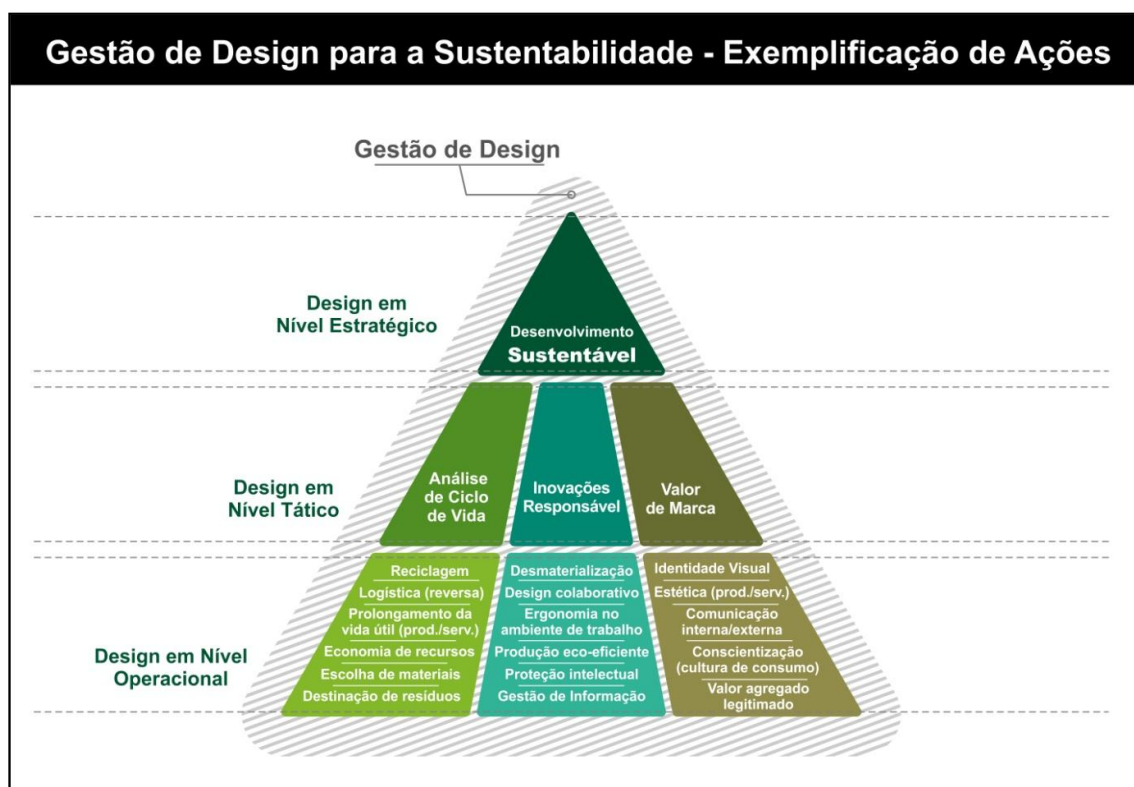 Gestão de Design para a Sustentabilidade - Exemplificação de Ações
Gestão de Design
Design em
Nível Estratégico
Desenvolvimento
Sustentável
Design em
Nível Tático
Análise
de Ciclo
de Vida
Inovações
Responsável
Valor
de Marca
Design em Nível
Operacional
Reciclagem
Logística (reversa)
Prolongamento da
vida útil (prod./serv.)
Economia de recursos
Escolha de materiais
Destinação de resíduos
Desmaterialização
Design colaborativo
Ergonomia no
ambiente de trabalho
Produção eco-eficiente
Proteção intelectual
Gestão de Informação
Identidade Visual
Estética (prod./serv.)
Comunicação
interna/externa
Conscientização
(cultura de consumo)
Valor agregado
legitimado